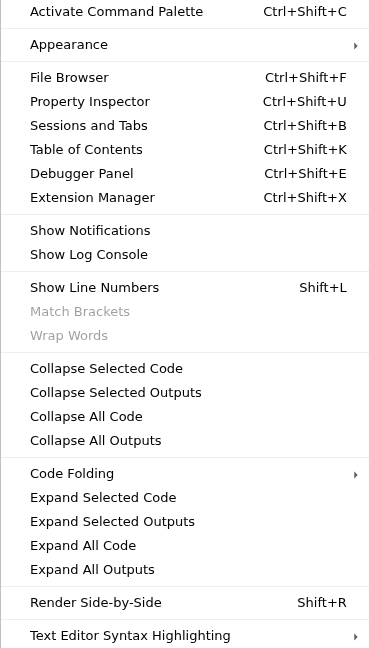 Activate Command Palette Ctrl+Shift+C
Appearance
File Browser Ctrl+Shift+F
Property Inspector Ctrl+Shift+U
Sessions and Tabs Ctrl+Shift+B
Table of Contents Ctrl+Shift+K
Debugger Panel Ctrl+Shift+E
Extension Manager Ctrl+Shift+X
Show Notifications
Show Log Console
Show Line Numbers Shift+L
Match Brackets
Wrap Words
Collapse Selected Code
Collapse Selected Outputs
Collapse All Code
Collapse All Outputs
Code Folding
Expand Selected Code
Expand Selected Outputs
Expand All Code
Expand All Outputs
Render Side-by-Side Shift+R
Text Editor Syntax Highlighting